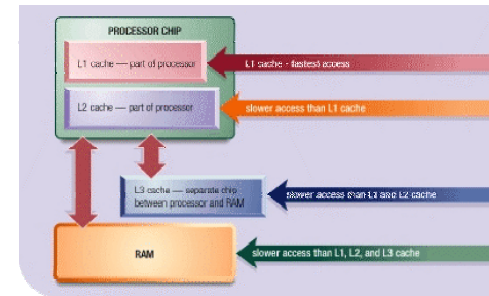 PROCESSOR CHIP
L1 cache — part of processor
L1 cache - fastest access
L2 cache — part of processor
slower access than L1 cache
L3 cache — separate chip
between processor and RAM
slower access than L1 and L2 cache
RAM
slower access than L1, L2, and L3 cache